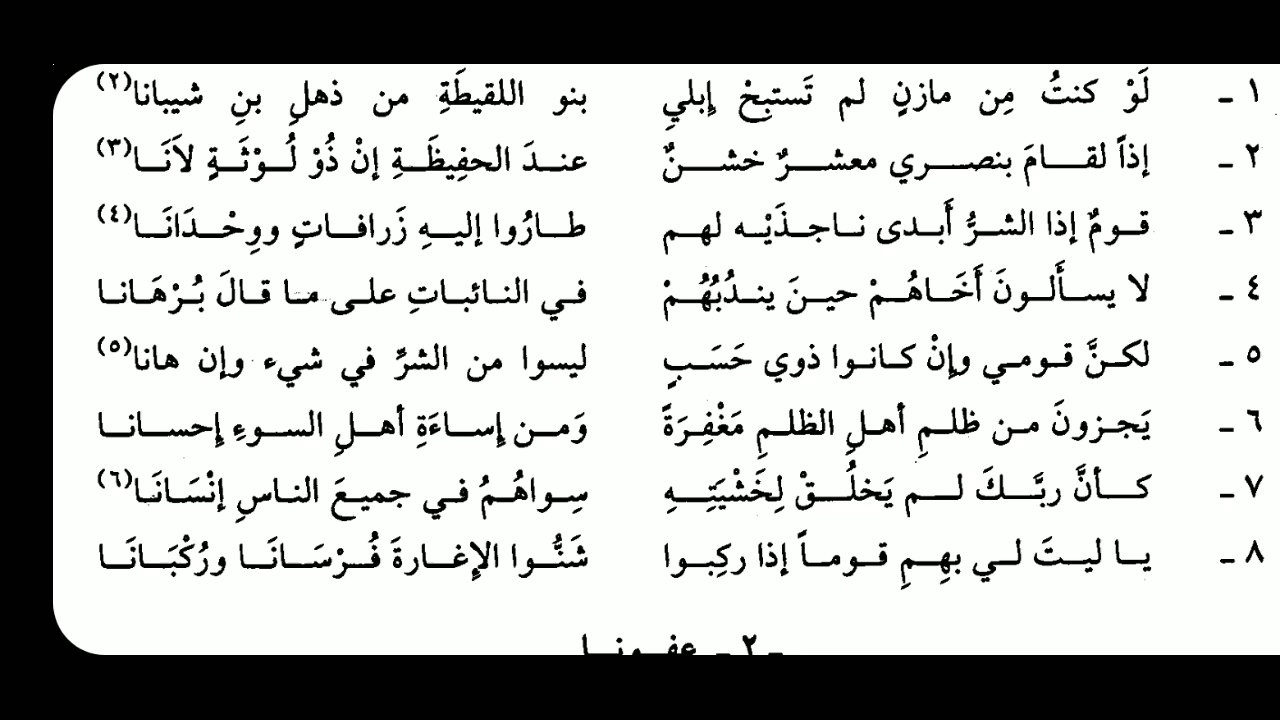 ١ ـ لَوْ كنتُ مِن مازنٍ لم تَستبِحْ إبلي بنو اللقيطَةِ من ذهلِ بنِ شيبانا(٢)
٢ ـ إذاً لقامَ بنصري معشرٌ خشنٌ عندَ الحفِيظَةِ إنْ ذُوْ لُوْثَةٍ لاَنَا(٣)
٣ ـ قومٌ إذا الشرُّ أَبدى ناجذَيْه لهم طارُوا إليهِ زَرافاتٍ ووِحْدَانَا(٤)
٤ ـ لا يسأَلونَ أَخَاهُمْ حينَ يندُبُهُمْ في النائباتِ على ما قالَ بُرْهَانا
٥ ـ لكنَّ قومي وإنْ كانوا ذوي حَسَبٍ ليسوا من الشرِّ في شيء وإن هانا(٥)
٦ ـ يَجزونَ من ظلمِ أهلِ الظلمِ مَغْفِرَةً وَمن إساءَةِ أهلِ السوءِ إحسانا
٧ ـ كأنَّ ربَّكَ لم يَخلُقْ لِخَشْيَتِهِ سِواهُمُ في جميعَ الناسِ إنْسَانَا(٦)
٨ ـ يا ليتَ لي بهِمِ قوماً إذا ركِبوا شَنُّوا الإغارةَ فُرْسَانَا ورُكْبَانَا
ـ ٢ ـ عفونا